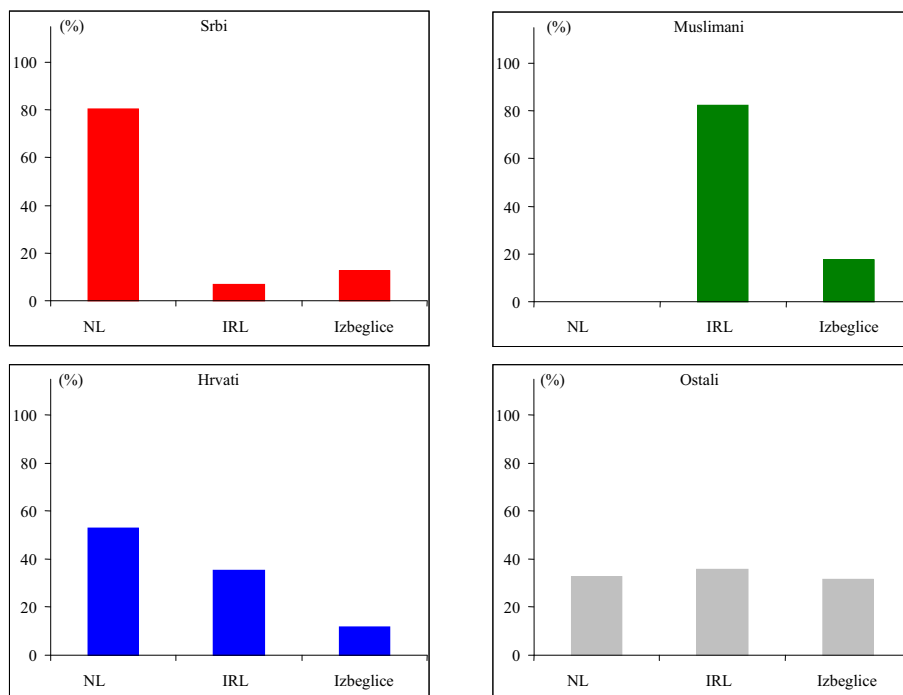 (%)
Srbi
100
80
60
40
20
0
NL
IRL
Izbeglice
(%)
Muslimani
100
80
60
40
20
0
NL
IRL
Izbeglice
(%)
Hrvati
100
80
60
40
20
0
NL
IRL
Izbeglice
(%)
Ostali
100
80
60
40
20
0
NL
IRL
Izbeglice